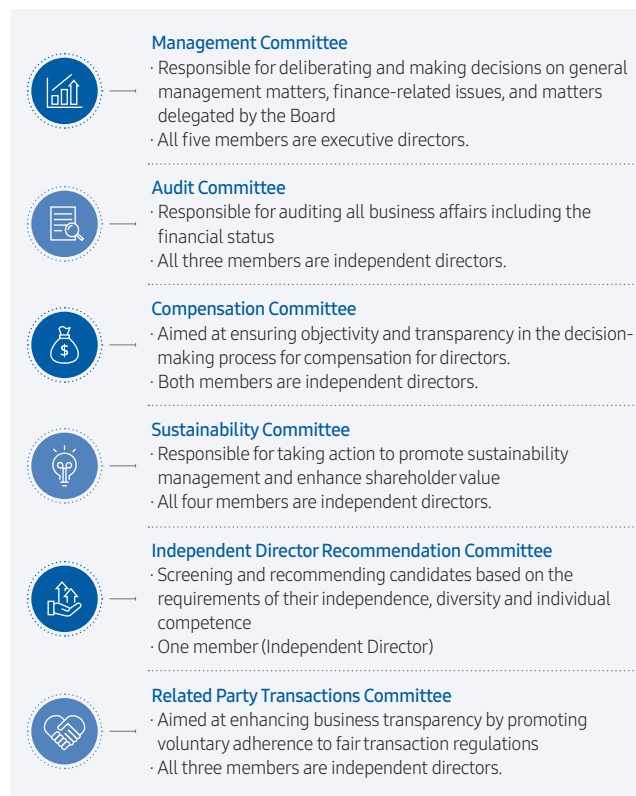 Management Committee
· Responsible for deliberating and making decisions on general
management matters, finance-related issues, and matters
delegated by the Board
· All five members are executive directors.
Audit Committee
· Responsible for auditing all business affairs including the
financial status
· All three members are independent directors.
Compensation Committee
· Aimed at ensuring objectivity and transparency in the decision-
making process for compensation for directors.
· Both members are independent directors.
$
Sustainability Committee
· Responsible for taking action to promote sustainability
management and enhance shareholder value
· All four members are independent directors.
Independent Director Recommendation Committee
· Screening and recommending candidates based on the
requirements of their independence, diversity and individual
competence
· One member (Independent Director)
Related Party Transactions Committee
· Aimed at enhancing business transparency by promoting
voluntary adherence to fair transaction regulations
· All three members are independent directors.